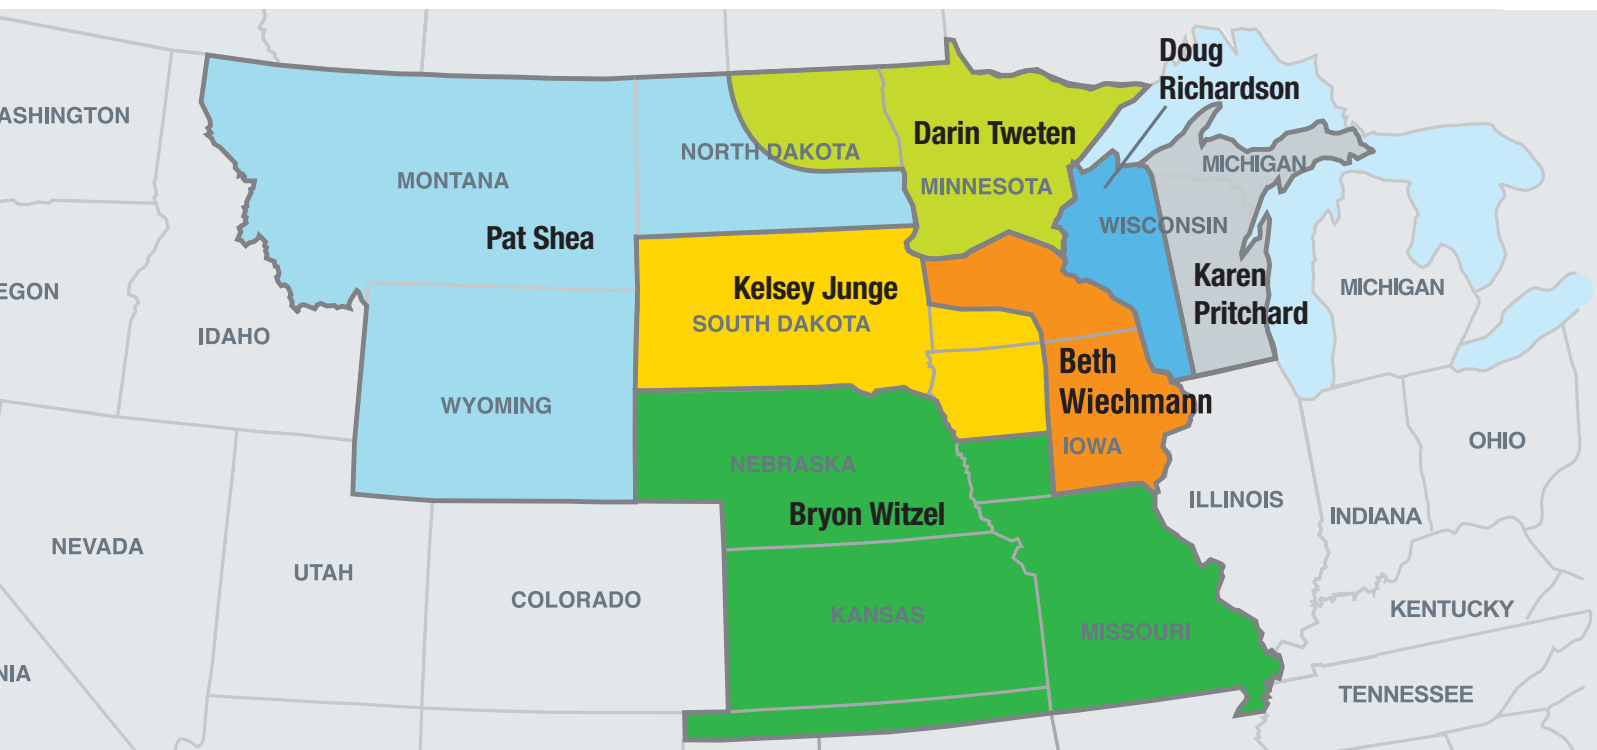 Doug
Richardson
ASHINGTON
Darin Tweten
NORTH DAKOTA
MICHIGAN
MONTANA
MINNESOTA
WISCONSIN
Pat Shea
Karen
Pritchard
EGON
Kelsey Junge
MICHIGAN
SOUTH DAKOTA
IDAHO
Beth
Wiechmann
WYOMING
IOWA
OHIO
NEBRASKA
ILLINOIS
Bryon Witzel
INDIANA
NEVADA
UTAH
COLORADO
KANSAS
KENTUCKY
MISSOURI
NIA
TENNESSEE